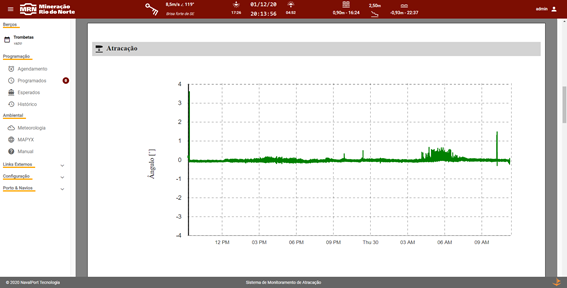 MRN Mineração
Rio do Norte
8,5m/s ∠ 119°
Brisa forte de SE
17:26
01/12/20
20:13:56
04:52
0,90m - 16:24
2,50m
-0,93m - 22:37
admin
Berços
Trombetas
Programação
Agendamento
Programados
Esperados
Histórico
Ambiental
Meteorologia
MAPYX
Manual
Links Externos
Configuração
Porto & Navios
Atracação
Ângulo [°]
4
3
2
1
0
-1
-2
-3
-4
12 PM
03 PM
06 PM
09 PM
Thu 30
03 AM
06 AM
09 AM
© 2020 NavalPort Tecnologia
Sistema de Monitoramento de Atracação